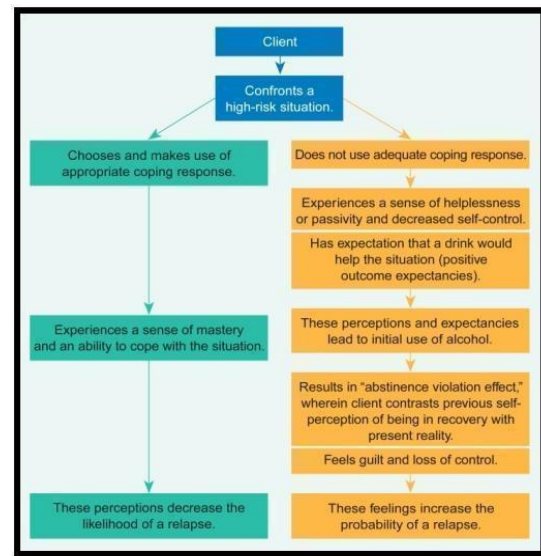 Client
Confronts a
high-risk situation.
Chooses and makes use of
appropriate coping response.
Experiences a sense of mastery
and an ability to cope with the situation.
These perceptions decrease the
likelihood of a relapse.
Does not use adequate coping response.
Experiences a sense of helplessness
or passivity and decreased self-control.
Has expectation that a drink would
help the situation (positive
outcome expectancies).
These perceptions and expectancies
lead to initial use of alcohol.
Results in “abstinence violation effect,”
wherein client contrasts previous self-
perception of being in recovery with
present reality.
Feels guilt and loss of control.
These feelings increase the
probability of a relapse.